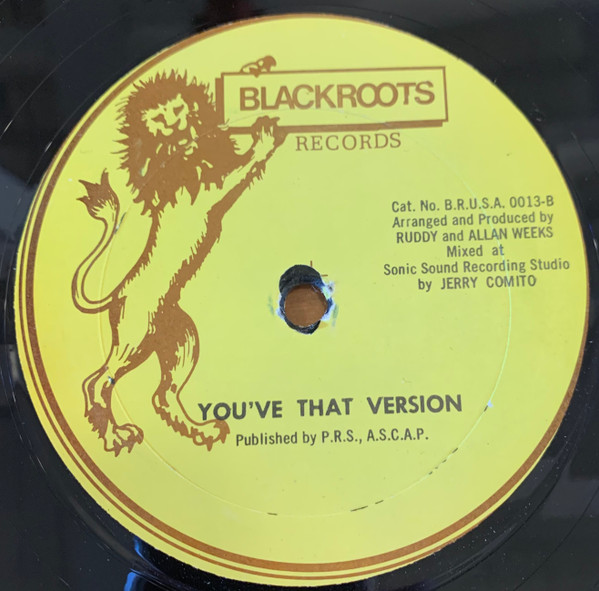 BLACKROOTS
RECORDS
Cat. No. B.R.U.S.A. 0013-B
Arranged and Produced by
RUDDY and ALLAN WEEKS
Mixed at
Sonic Sound Recording Studio
by JERRY COMITO
YOU'VE THAT VERSION
Published by P.R.S., A.S.C.A.P.